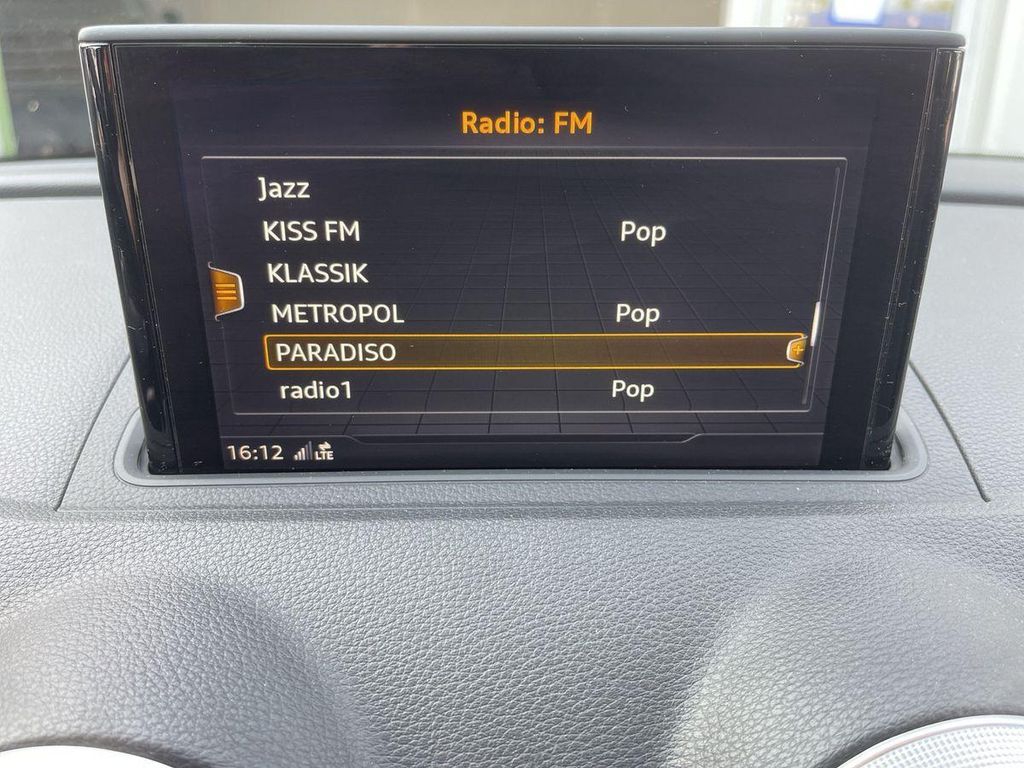 Radio: FM
Jazz
KISS FM Pop
KLASSIK
METROPOL Pop
PARADISO
radio1 Pop
16:12 LTE